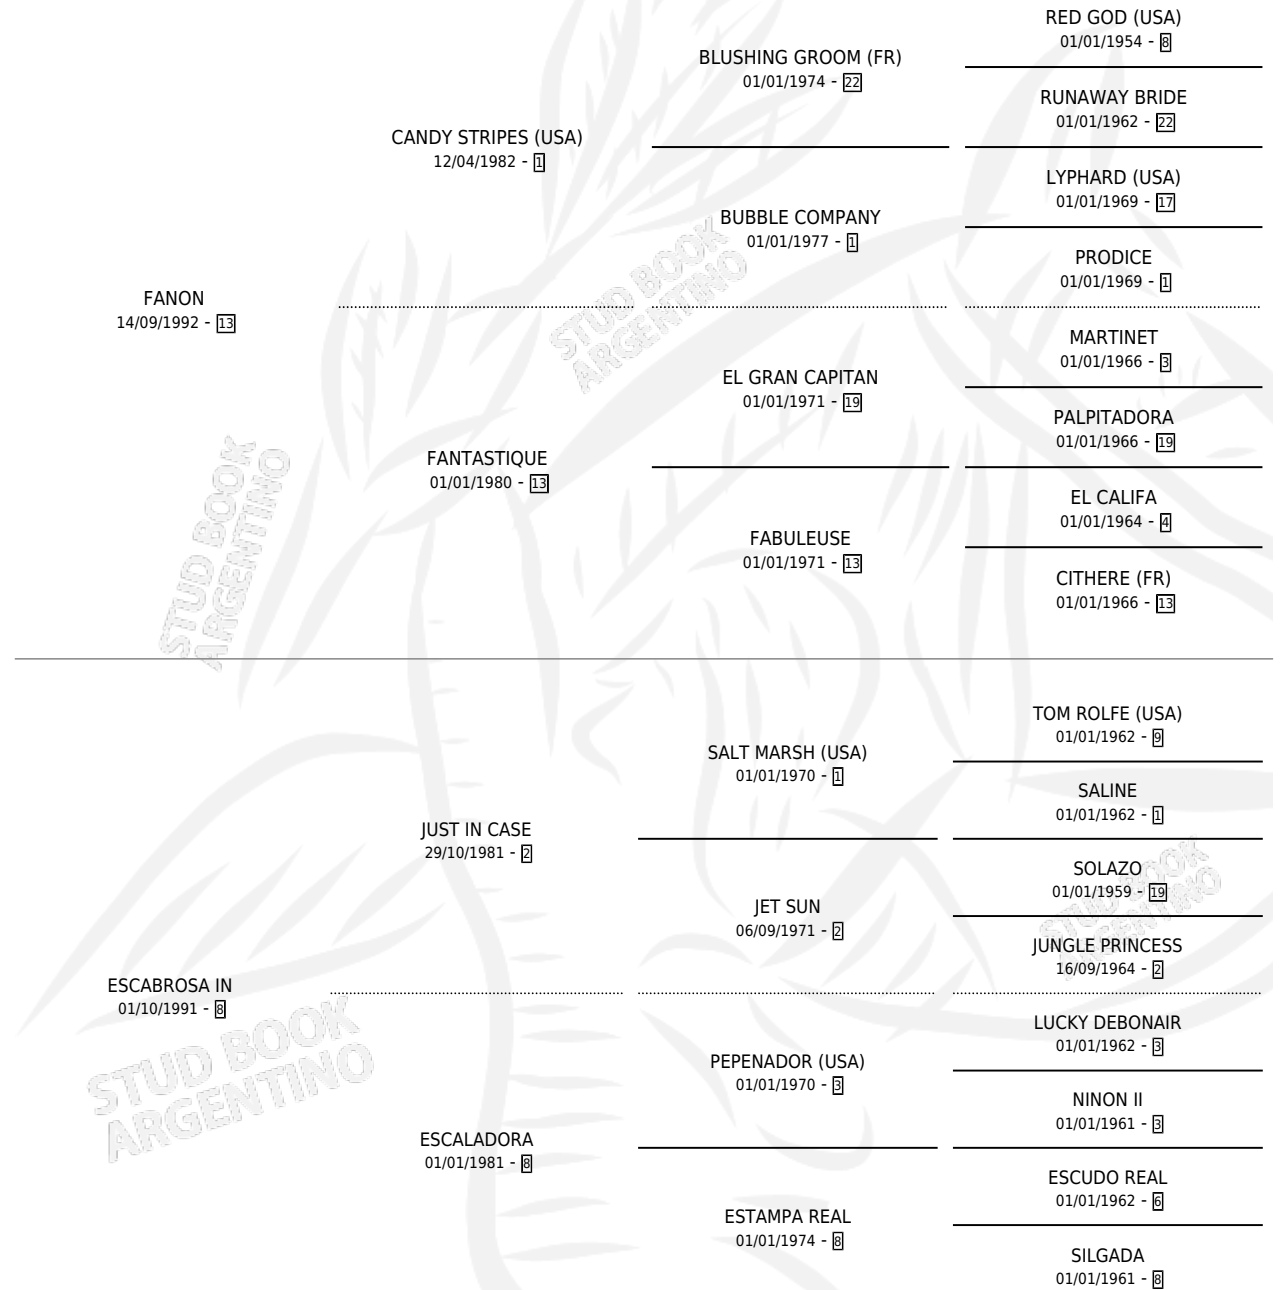 RED GOD (USA)
01/01/1954 - 8
BLUSHING GROOM (FR)
01/01/1974 - 22
RUNAWAY BRIDE
01/01/1962 - 22
CANDY STRIPES (USA)
12/04/1982 - 1
LYPHARD (USA)
01/01/1969 - 17
BUBBLE COMPANY
01/01/1977 - 1
PRODICE
01/01/1969 - 1
FANON
14/09/1992 - 13
STUD BOOK
ARGENTINO
MARTINET
01/01/1966 - 3
EL GRAN CAPITAN
01/01/1971 - 19
PALPITADORA
01/01/1966 - 19
FANTASTIQUE
01/01/1980 - 13
EL CALIFA
01/01/1964 - 4
FABULEUSE
01/01/1971 - 13
CITHERE (FR)
01/01/1966 - 13
STUD BOOK
ARGENTINO
TOM ROLFE (USA)
01/01/1962 - 9
SALT MARSH (USA)
01/01/1970 - 1
SALINE
01/01/1962 - 1
JUST IN CASE
29/10/1981 - 2
SOLAZO
01/01/1959 - 19
JET SUN
06/09/1971 - 2
STUD BOOK
ARGENTINO
JUNGLE PRINCESS
16/09/1964 - 2
ESCABROSA IN
01/10/1991 - 8
LUCKY DEBONAIR
01/01/1962 - 3
PEPENADOR (USA)
01/01/1970 - 3
STUD BOOK
ARGENTINO
NINON II
01/01/1961 - 3
ESCALADORA
01/01/1981 - 8
ESCUDO REAL
01/01/1962 - 6
ESTAMPA REAL
01/01/1974 - 8
SILGADA
01/01/1961 - 8